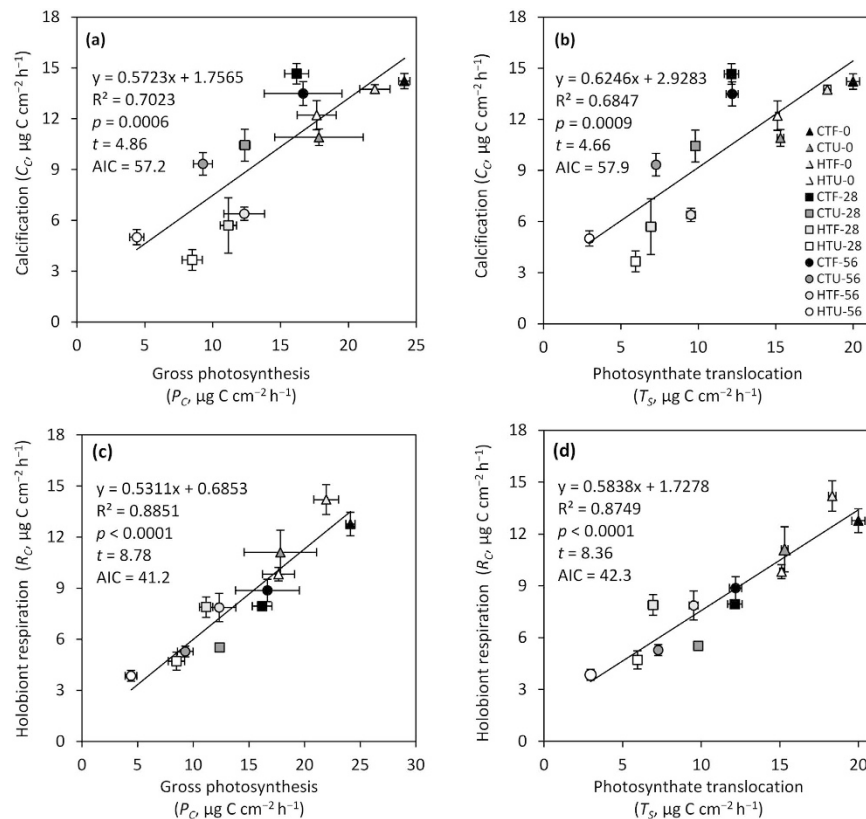 (a)
y = 0.5723x + 1.7565
R² = 0.7023
p = 0.0006
t = 4.86
AIC = 57.2
Calcification (C_C, µg C cm⁻² h⁻¹)
18
15
12
9
6
3
0
0 5 10 15 20 25
Gross photosynthesis
(P_C, µg C cm⁻² h⁻¹)
(b)
y = 0.6246x + 2.9283
R² = 0.6847
p = 0.0009
t = 4.66
AIC = 57.9
Calcification (C_C, µg C cm⁻² h⁻¹)
18
15
12
9
6
3
0
0 5 10 15 20
Photosynthate translocation
(T_S, µg C cm⁻² h⁻¹)
CTF-0
CTU-0
HTF-0
HTU-0
CTF-28
CTU-28
HTF-28
HTU-28
CTF-56
CTU-56
HTF-56
HTU-56
(c)
y = 0.5311x + 0.6853
R² = 0.8851
p < 0.0001
t = 8.78
AIC = 41.2
Holobiont respiration (R_C, µg C cm⁻² h⁻¹)
18
15
12
9
6
3
0
0 5 10 15 20 25 30
Gross photosynthesis
(P_C, µg C cm⁻² h⁻¹)
(d)
y = 0.5838x + 1.7278
R² = 0.8749
p < 0.0001
t = 8.36
AIC = 42.3
Holobiont respiration (R_C, µg C cm⁻² h⁻¹)
18
15
12
9
6
3
0
0 5 10 15 20
Photosynthate translocation
(T_S, µg C cm⁻² h⁻¹)